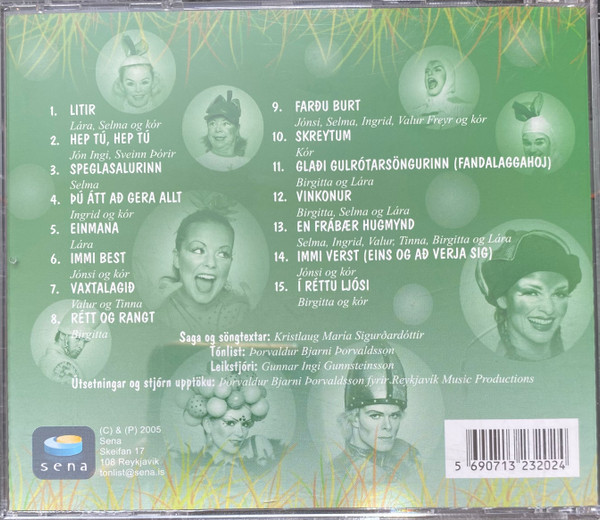 1. LITIR
Lára, Selma og kór
2. HEP TÚ, HEP TÚ
Jón Ingi, Sveinn Þórir
3. SPEGLASALURINN
Selma
4. ÞÚ ÁTT AÐ GERA ALLT
Ingrid og kór
5. EINMANA
Lára
6. IMMI BEST
Jónsi og kór
7. VAXTALAGIÐ
Valur og Tinna
8. RÉTT OG RANGT
Birgitta
9. FARÐU BURT
Jónsi, Selma, Ingrid, Valur Freyr og kór
10. SKREYTUM
Kór
11. GLAÐI GULRÓTARSÖNGURINN (FANDALAGGAHOJ)
Birgitta og Lára
12. VINKONUR
Birgitta, Selma og Lára
13. EN FRÁBÆR HUGMYND
Selma, Ingrid, Valur, Tinna, Birgitta og Lára
14. IMMI VERST (EINS OG AÐ VERJA SIG)
Jónsi og kór
15. Í RÉTTU LJÓSI
Birgitta og kór
Saga og söngtextar: Kristlaug María Sigurðardóttir
Tónlist: Þorvaldur Bjarni Þorvaldsson
Leikstjóri: Gunnar Ingi Gunnsteinsson
Útsetningar og stjórn upptöku: Þorvaldur Bjarni Þorvaldsson fyrir Reykjavík Music Productions
sena
(C) & (P) 2005
Sena
Skeifan 17
108 Reykjavík
tonlist@sena.is
5 690713 232024